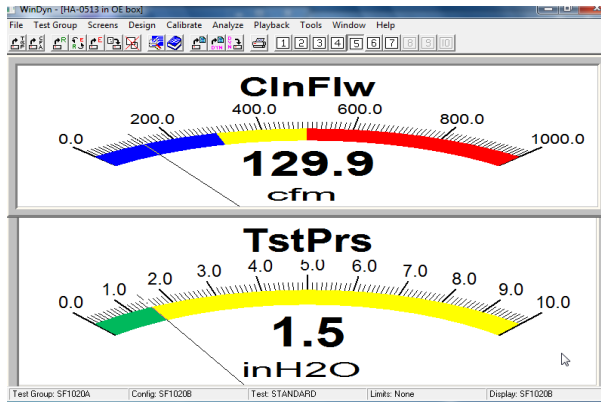 WinDyn - [HA-0513 in OE box]
File Test Group Screens Design Calibrate Analyze Playback Tools Window Help
1 2 3 4 5 6 7 8 9 10
ClnFlw
0.0 200.0 400.0 600.0 800.0 1000.0
129.9
cfm
TstPrs
0.0 1.0 2.0 3.0 4.0 5.0 6.0 7.0 8.0 9.0 10.0
1.5
inH2O
Test Group: SF1020A Config: SF1020B Test: STANDARD Limits: None Display: SF1020B